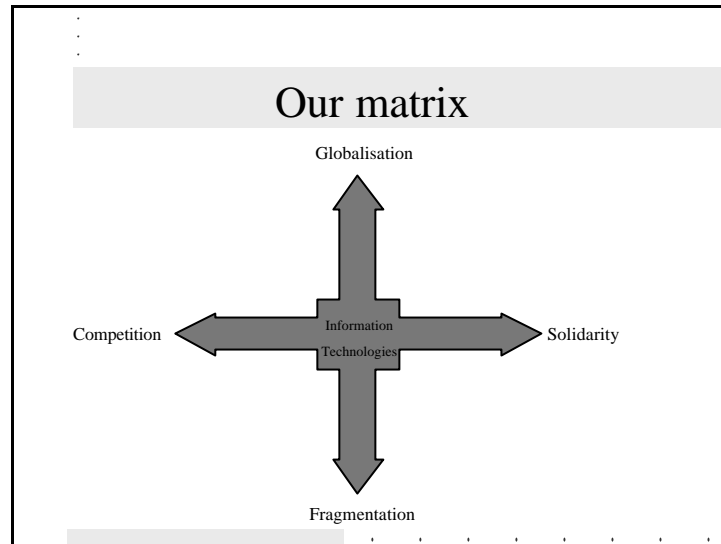 Our matrix
Globalisation
Information
Competition
Solidarity
Technologies
Fragmentation